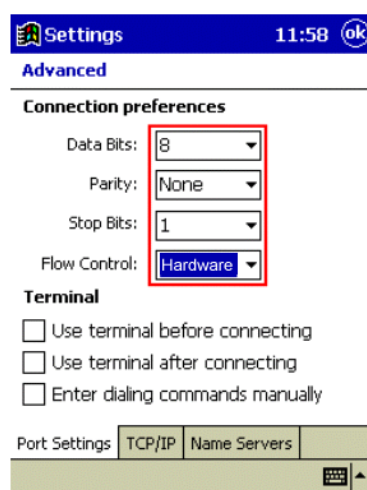 Settings 11:58 ok
Advanced
Connection preferences
Data Bits: 8
Parity: None
Stop Bits: 1
Flow Control: Hardware
Terminal
Use terminal before connecting
Use terminal after connecting
Enter dialing commands manually
Port Settings TCP/IP Name Servers